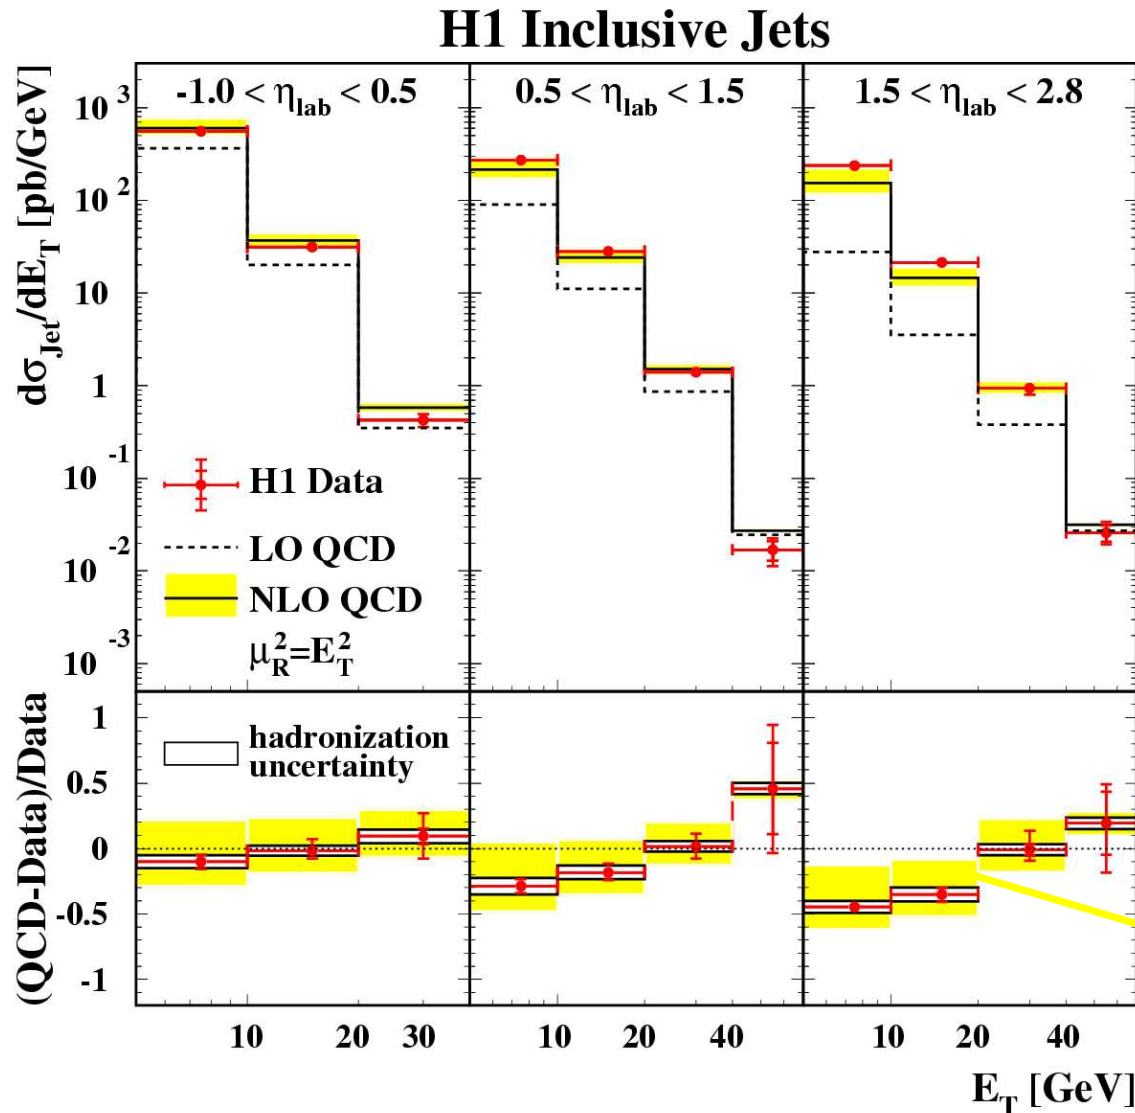 H1 Inclusive Jets
-1.0 < η_lab < 0.5
0.5 < η_lab < 1.5
1.5 < η_lab < 2.8
dσ_Jet/dE_T [pb/GeV]
10^3
10^2
10
1
10^-1
10^-2
10^-3
H1 Data
LO QCD
NLO QCD
μ_R^2=E_T^2
(QCD-Data)/Data
1
0.5
0
-0.5
-1
hadronization
uncertainty
10 20 30 10 20 40 10 20 40
E_T [GeV]